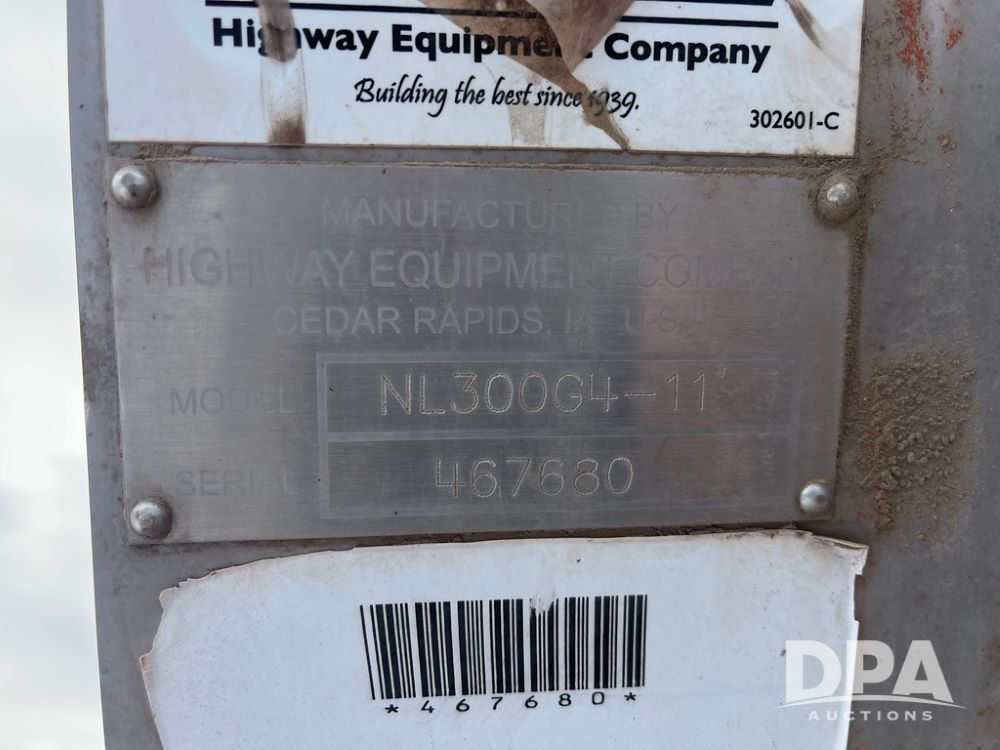 Highway Equipment Company
Building the best since 1939.
302601-C
MANUFACTURED BY
HIGHWAY EQUIPMENT COMPANY
CEDAR RAPIDS, IA U.S.A.
MODEL NL300G4-11'
SERIAL 467680
*467680*
DPA
AUCTIONS